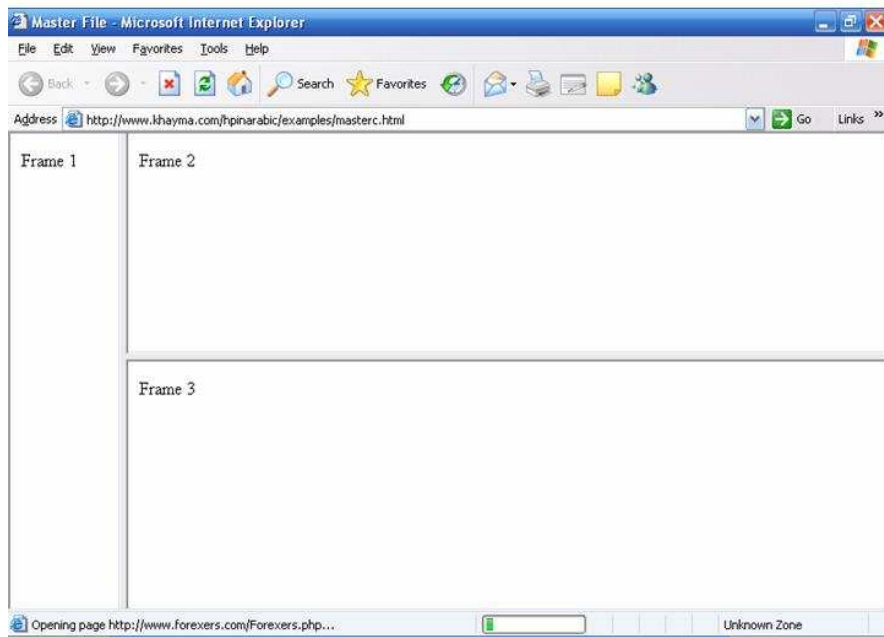 Master File - Microsoft Internet Explorer
File Edit View Favorites Tools Help
Back Search Favorites
Address http://www.khayma.com/hpinarabic/examples/masterc.html Go Links »
Frame 1
Frame 2
Frame 3
Opening page http://www.forexers.com/Forexers.php... Unknown Zone